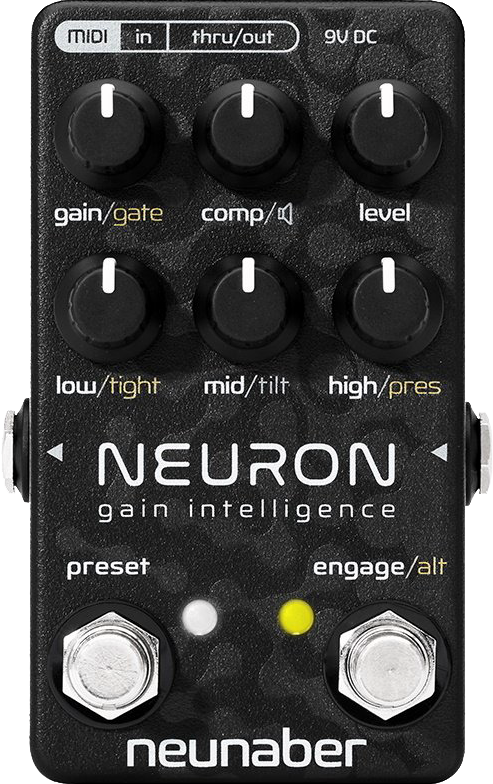 MIDI in thru/out 9V DC
gain/gate comp/ level
low/tight mid/tilt high/pres
NEURON
gain intelligence
preset engage/alt
neunaber